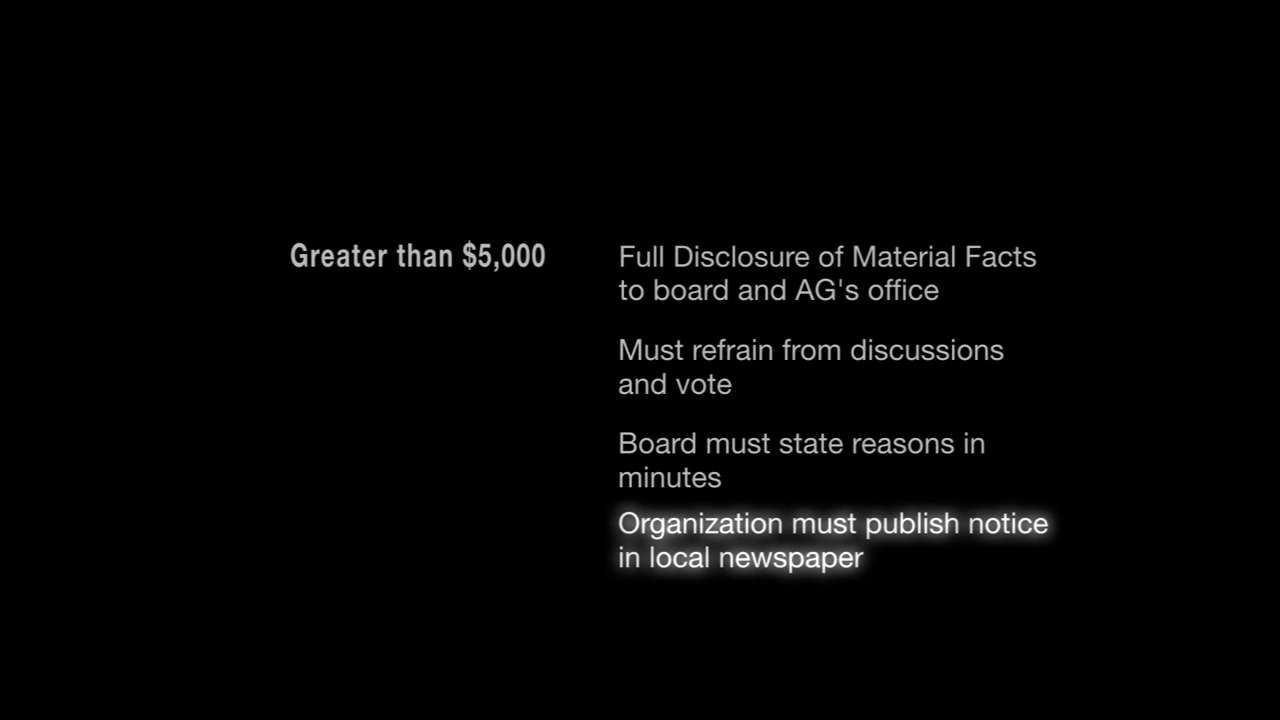 Greater than $5,000
Full Disclosure of Material Facts
to board and AG's office
Must refrain from discussions
and vote
Board must state reasons in
minutes
Organization must publish notice
in local newspaper